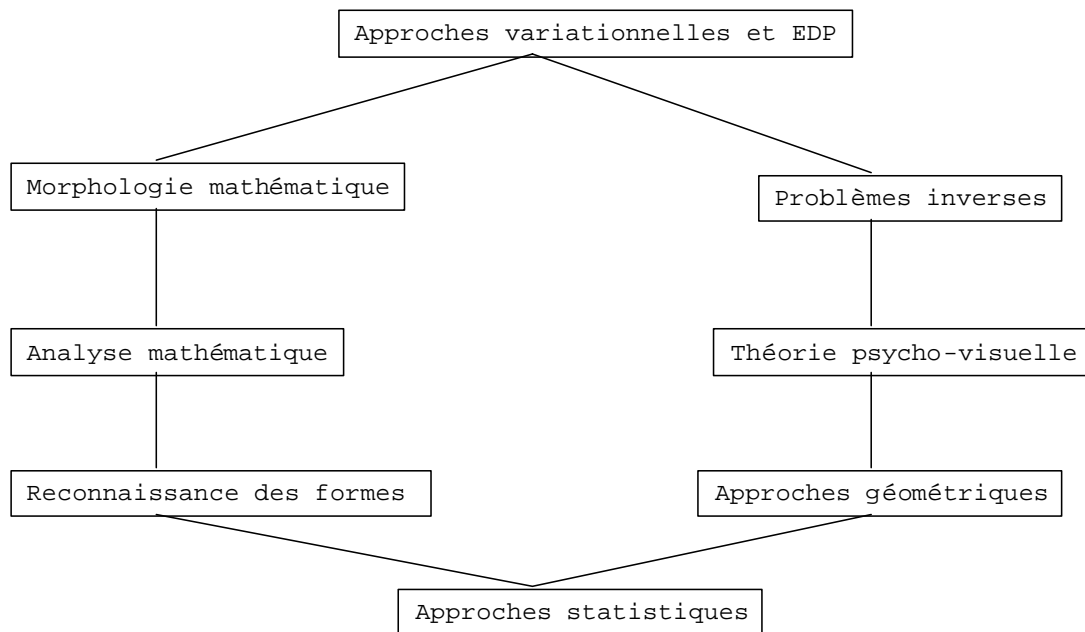 Approches variationnelles et EDP
Morphologie mathématique
Problèmes inverses
Analyse mathématique
Théorie psycho-visuelle
Reconnaissance des formes
Approches géométriques
Approches statistiques